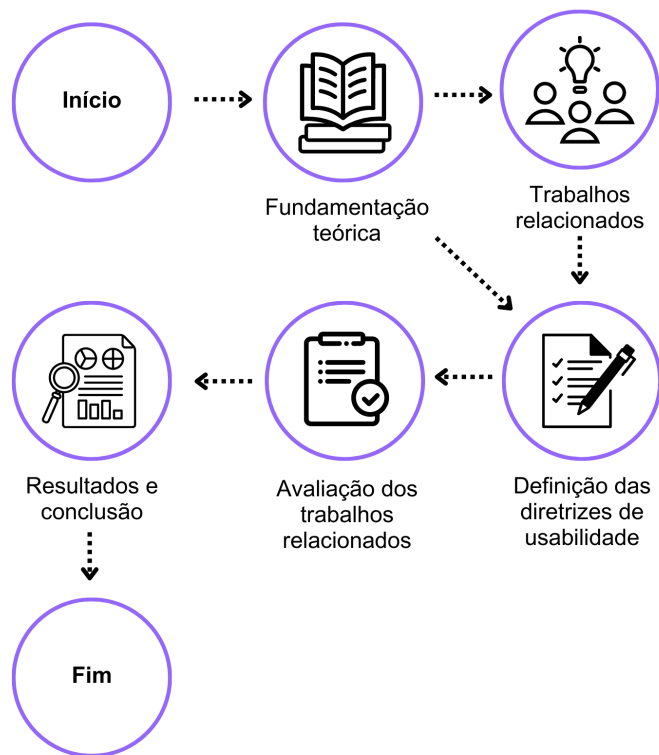 Início
Fundamentação
teórica
Trabalhos
relacionados
Definição das
diretrizes de
usabilidade
Avaliação dos
trabalhos
relacionados
Resultados e
conclusão
Fim